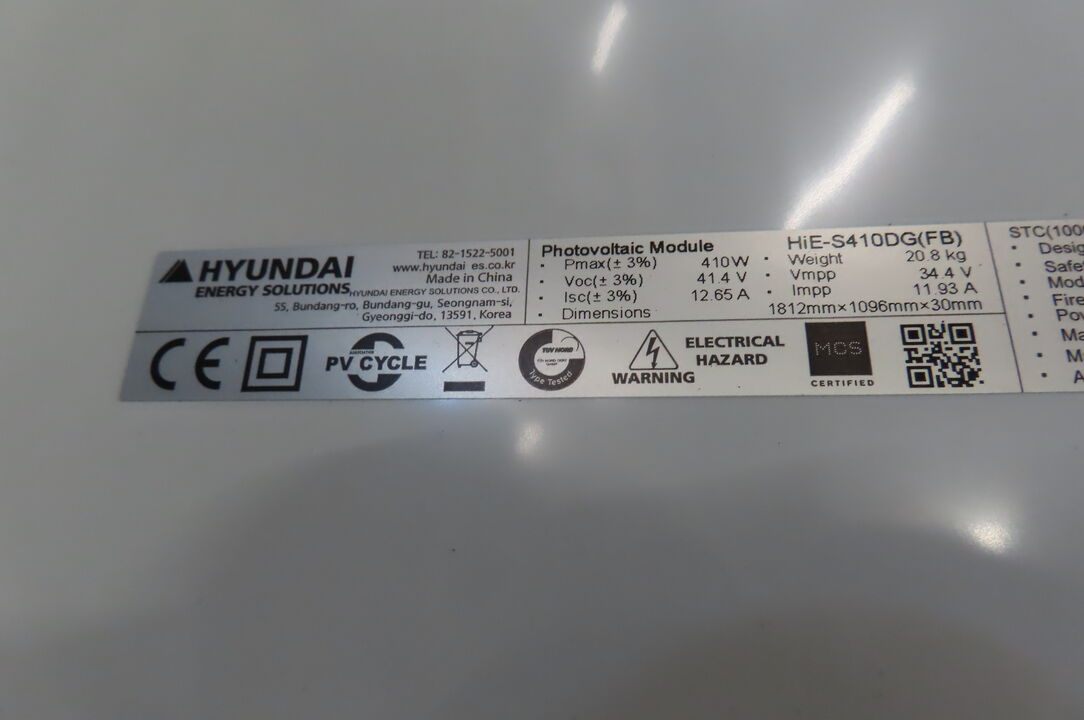 HYUNDAI
ENERGY SOLUTIONS
TEL: 82-1522-5001
www.hyundai es.co.kr
Made in China
HYUNDAI ENERGY SOLUTIONS CO., LTD.
55, Bundang-ro, Bundang-gu, Seongnam-si,
Gyeonggi-do, 13591, Korea
Photovoltaic Module HiE-S410DG(FB)
· Pmax(± 3%) 410W · Weight 20.8 kg
· Voc(± 3%) 41.4 V · Vmpp 34.4 V
· Isc(± 3%) 12.65 A · Impp 11.93 A
· Dimensions 1812mm×1096mm×30mm
STC(100
· Desig
· Safet
· Mod
· Fire
· Pow
· Ma
· M
· A
CE
ASSOCIATION
PV CYCLE
TÜV NORD
Type Tested
WARNING
ELECTRICAL
HAZARD
MCS
CERTIFIED